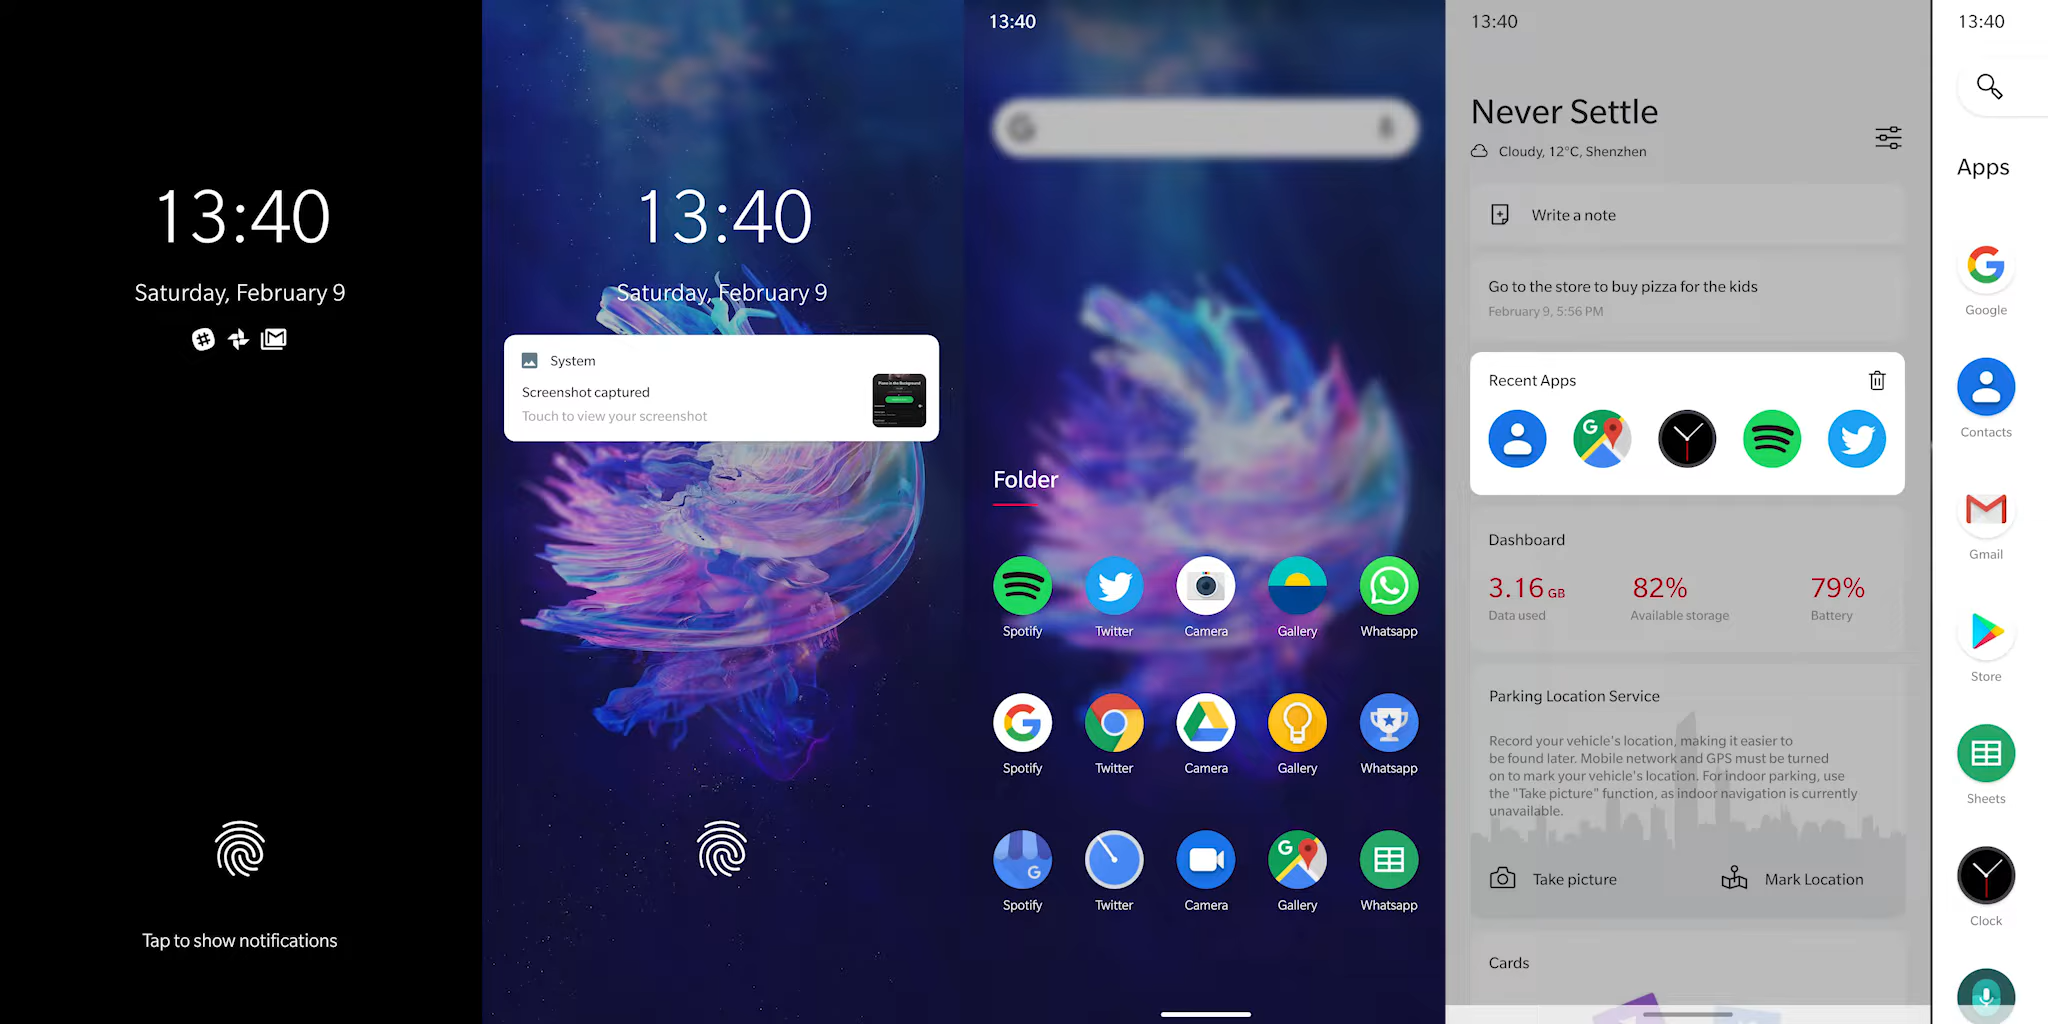 13:40
Saturday, February 9
Tap to show notifications
13:40
Saturday, February 9
System
Screenshot captured
Touch to view your screenshot
13:40
Folder
Spotify
Twitter
Camera
Gallery
Whatsapp
Spotify
Twitter
Camera
Gallery
Whatsapp
Spotify
Twitter
Camera
Gallery
Whatsapp
13:40
Never Settle
Cloudy, 12°C, Shenzhen
Write a note
Go to the store to buy pizza for the kids
February 9, 5:56 PM
Recent Apps
Dashboard
3.16 GB
Data used
82%
Available storage
79%
Battery
Parking Location Service
Record your vehicle's location, making it easier to
be found later. Mobile network and GPS must be turned
on to mark your vehicle's location. For indoor parking, use
the "Take picture" function, as indoor navigation is currently
unavailable.
Take picture
Mark Location
Cards
13:40
Apps
Google
Contacts
Gmail
Store
Sheets
Clock